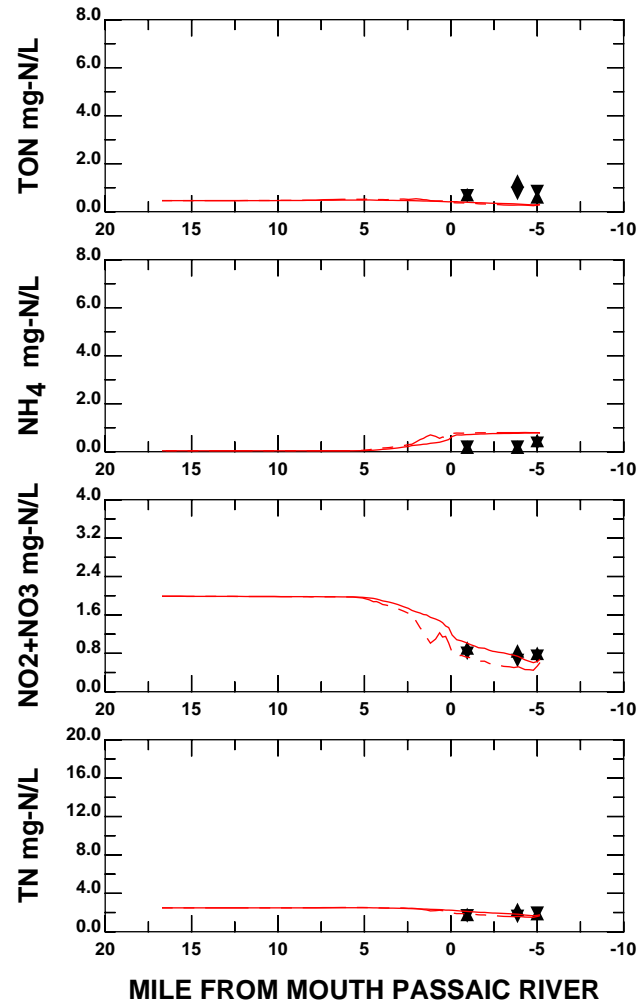 8.0
6.0
4.0
2.0
0.0
TON mg-N/L
20 15 10 5 0 -5 -10
8.0
6.0
4.0
2.0
0.0
NH4 mg-N/L
20 15 10 5 0 -5 -10
4.0
3.2
2.4
1.6
0.8
0.0
NO2+NO3 mg-N/L
20 15 10 5 0 -5 -10
20.0
16.0
12.0
8.0
4.0
0.0
TN mg-N/L
20 15 10 5 0 -5 -10
MILE FROM MOUTH PASSAIC RIVER